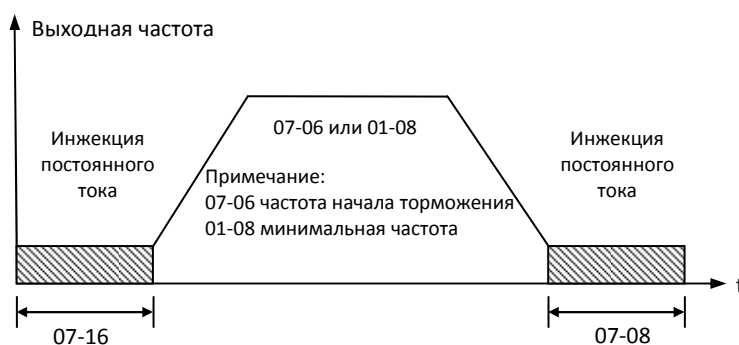 Выходная частота
07-06 или 01-08
Инжекция
постоянного
тока
Примечание:
07-06 частота начала торможения
01-08 минимальная частота
Инжекция
постоянного
тока
t
07-16
07-08